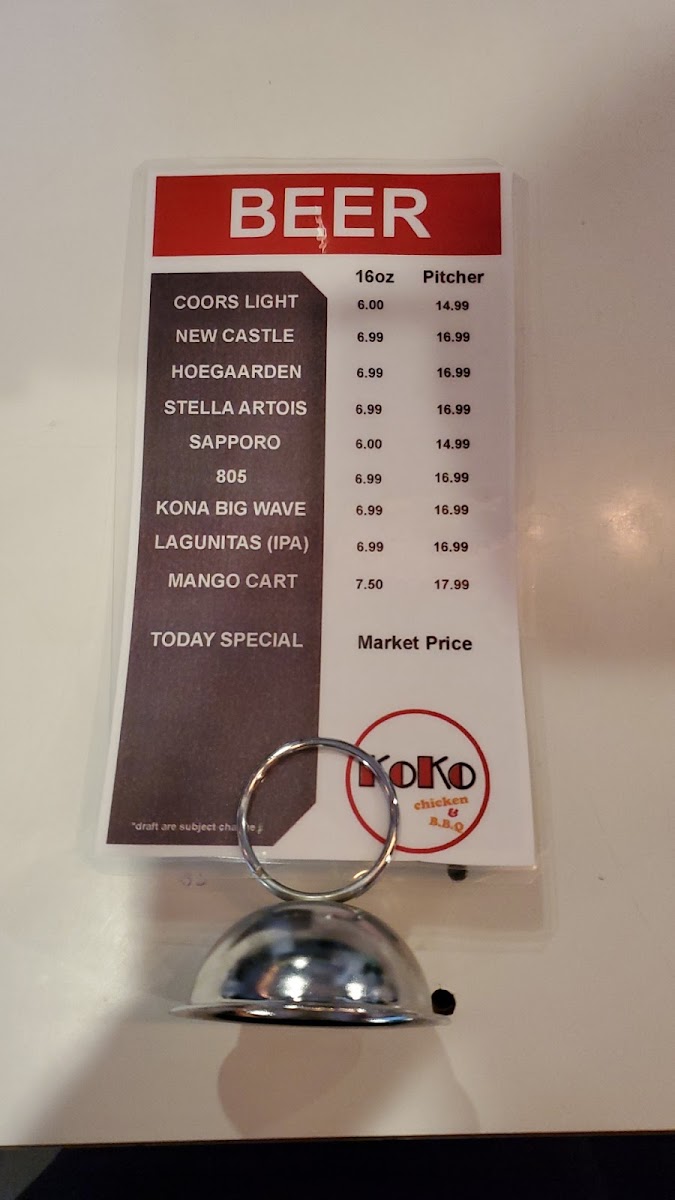 BEER
16oz Pitcher
COORS LIGHT 6.00 14.99
NEW CASTLE 6.99 16.99
HOEGAARDEN 6.99 16.99
STELLA ARTOIS 6.99 16.99
SAPPORO 6.00 14.99
805 6.99 16.99
KONA BIG WAVE 6.99 16.99
LAGUNITAS (IPA) 6.99 16.99
MANGO CART 7.50 17.99
TODAY SPECIAL Market Price
KoKo
chicken
&
B.B.Q
*draft are subject change